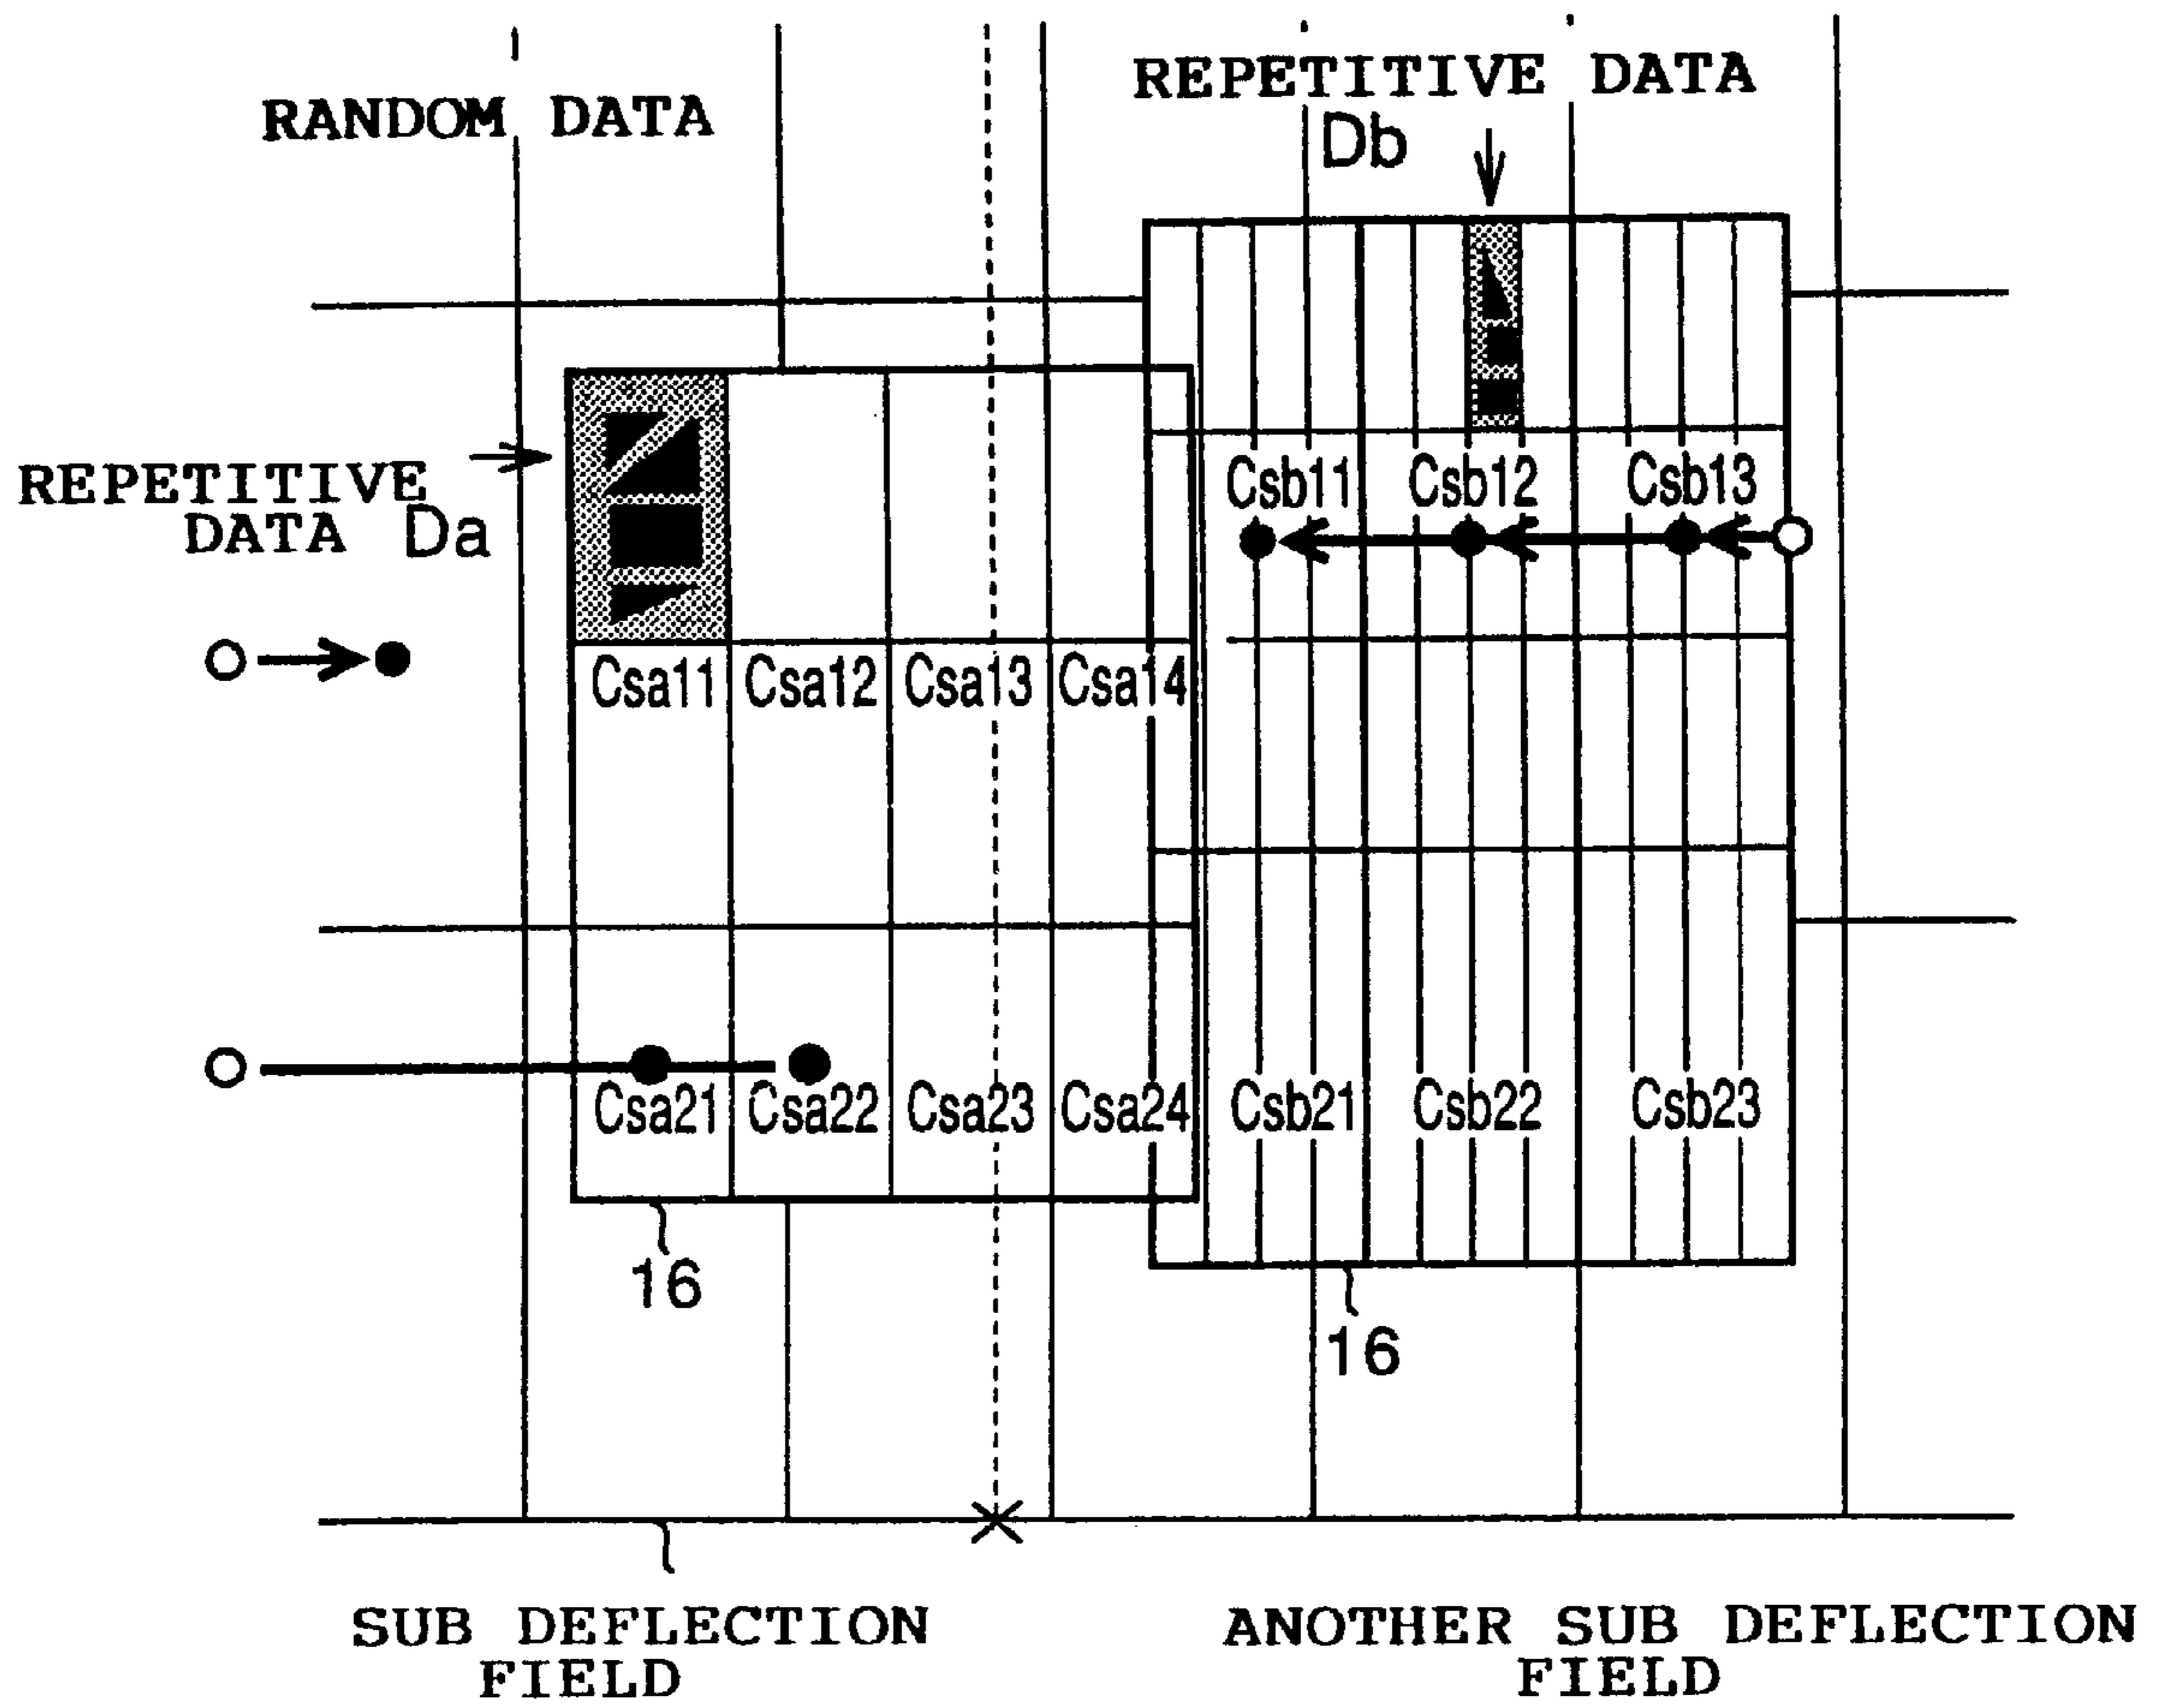 REPETITIVE DATA
Db
RANDOM DATA
REPETITIVE
DATA Da
Csb11 Csb12 Csb13
Csa11 Csa12 Csa13 Csa14
Csa21 Csa22 Csa23 Csa24
Csb21 Csb22 Csb23
16
16
SUB DEFLECTION
FIELD
ANOTHER SUB DEFLECTION
FIELD